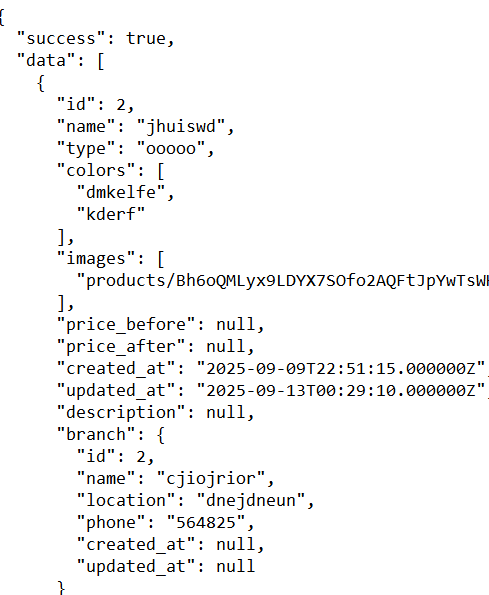 {
"success": true,
"data": [
{
"id": 2,
"name": "jhuiswd",
"type": "ooooo",
"colors": [
"dmkelfe",
"kderf"
],
"images": [
"products/Bh6oQMLyx9LDYX7SOfo2AQFtJpYwTsW
],
"price_before": null,
"price_after": null,
"created_at": "2025-09-09T22:51:15.000000Z",
"updated_at": "2025-09-13T00:29:10.000000Z",
"description": null,
"branch": {
"id": 2,
"name": "cjiojrior",
"location": "dnejdneun",
"phone": "564825",
"created_at": null,
"updated_at": null
}